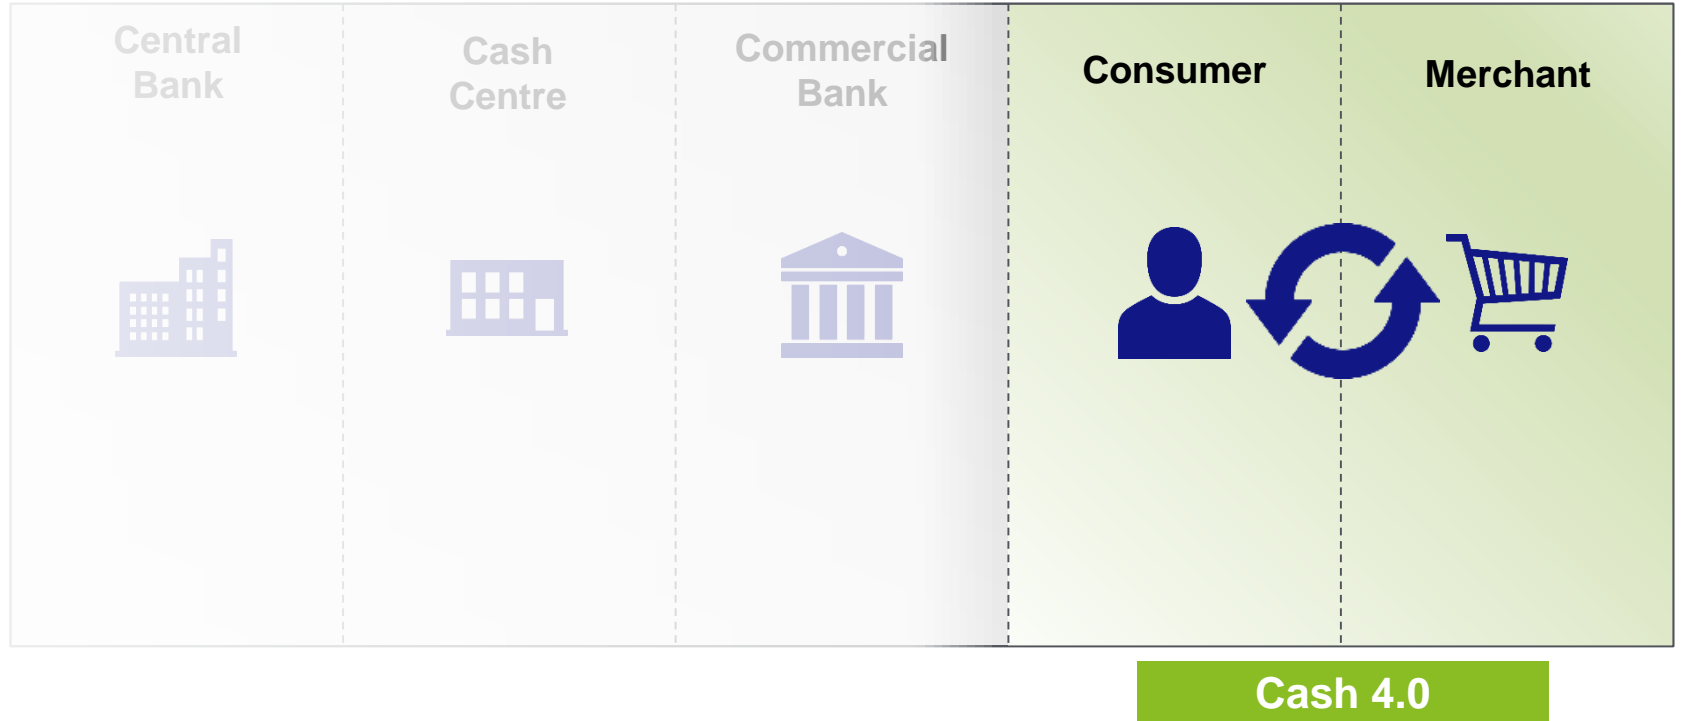 Central
Bank
Cash
Centre
Commercial
Bank
Consumer
Merchant
Cash 4.0